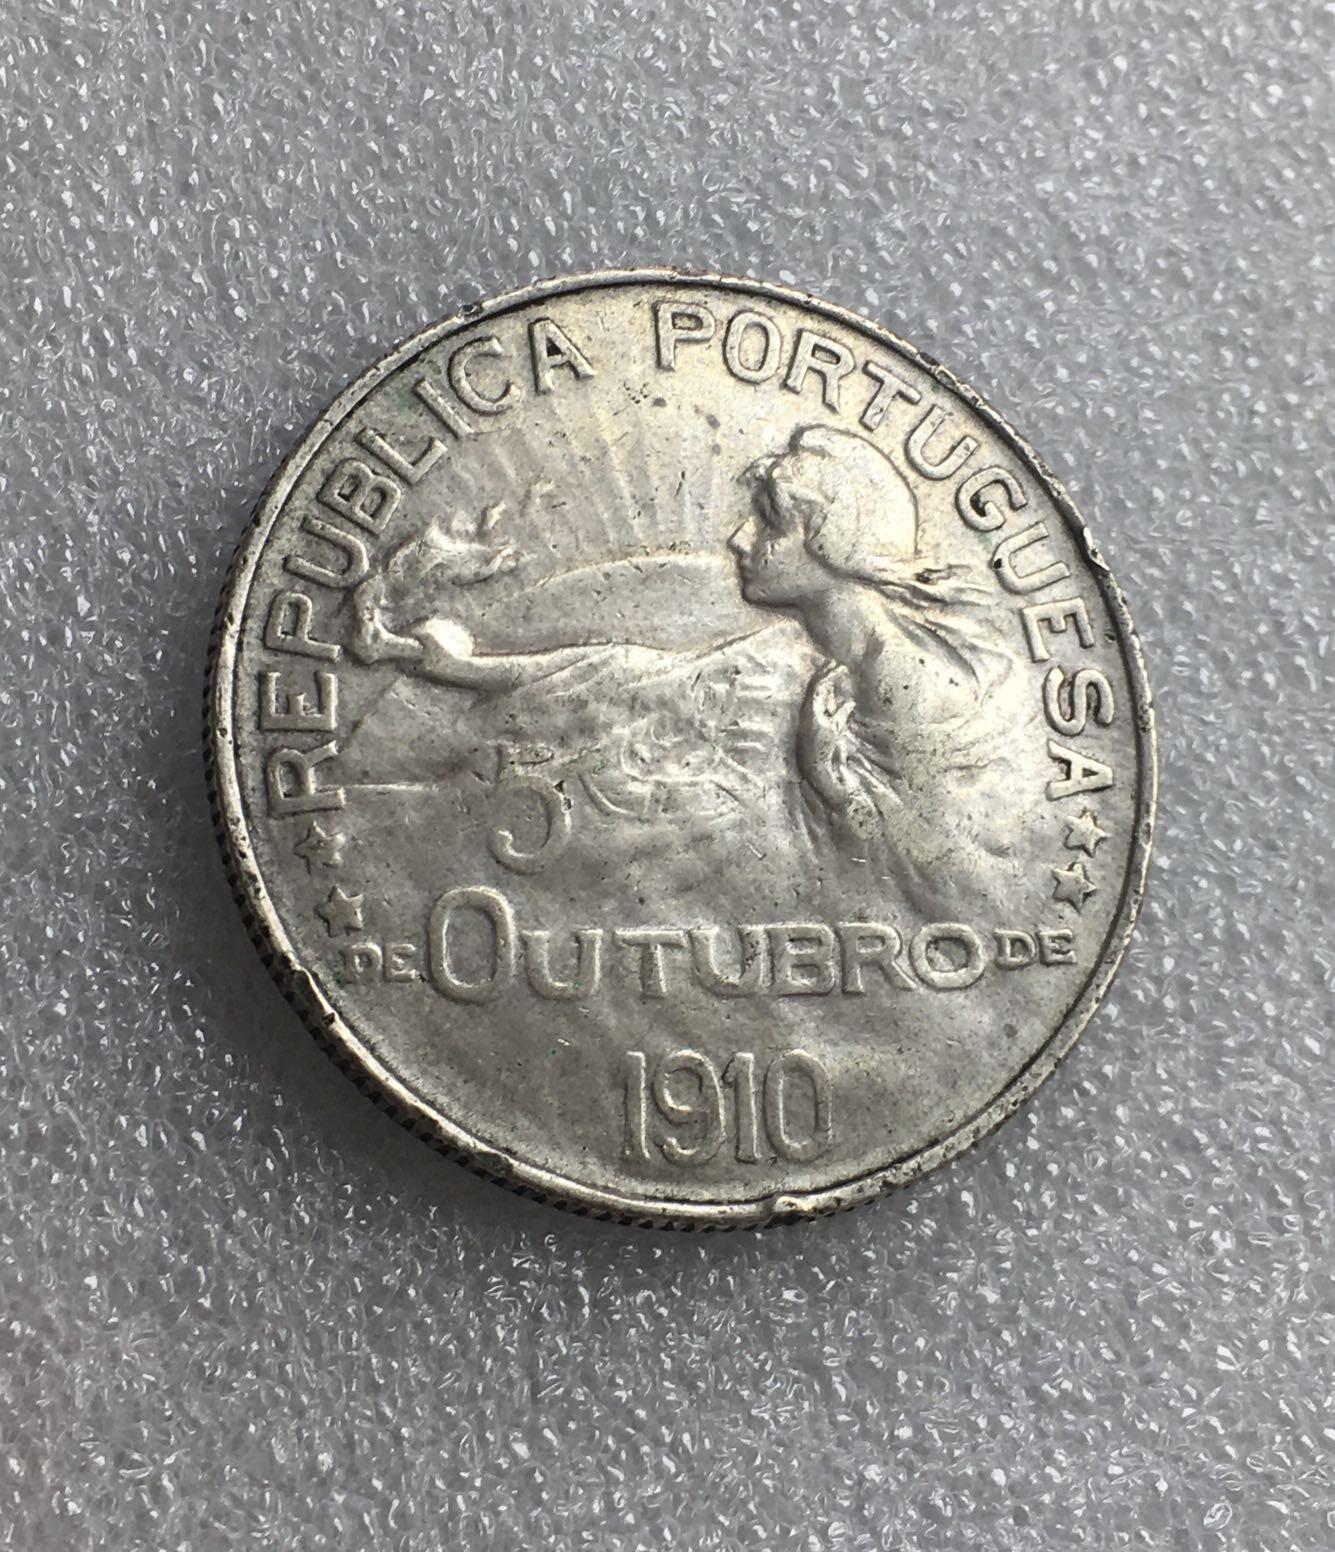 REPUBLICA PORTUGUESA
5
DE OUTUBRO DE
1910